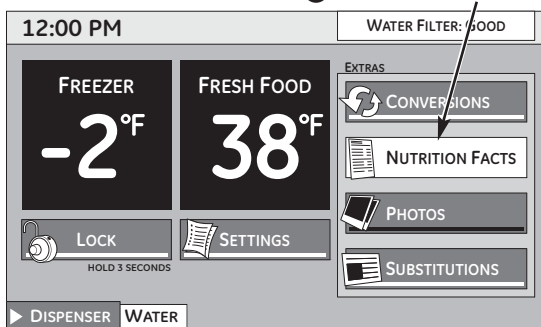 12:00 PM
WATER FILTER: GOOD
FREEZER
-2°F
FRESH FOOD
38°F
EXTRAS
CONVERSIONS
NUTRITION FACTS
PHOTOS
SUBSTITUTIONS
LOCK
HOLD 3 SECONDS
SETTINGS
DISPENSER
WATER